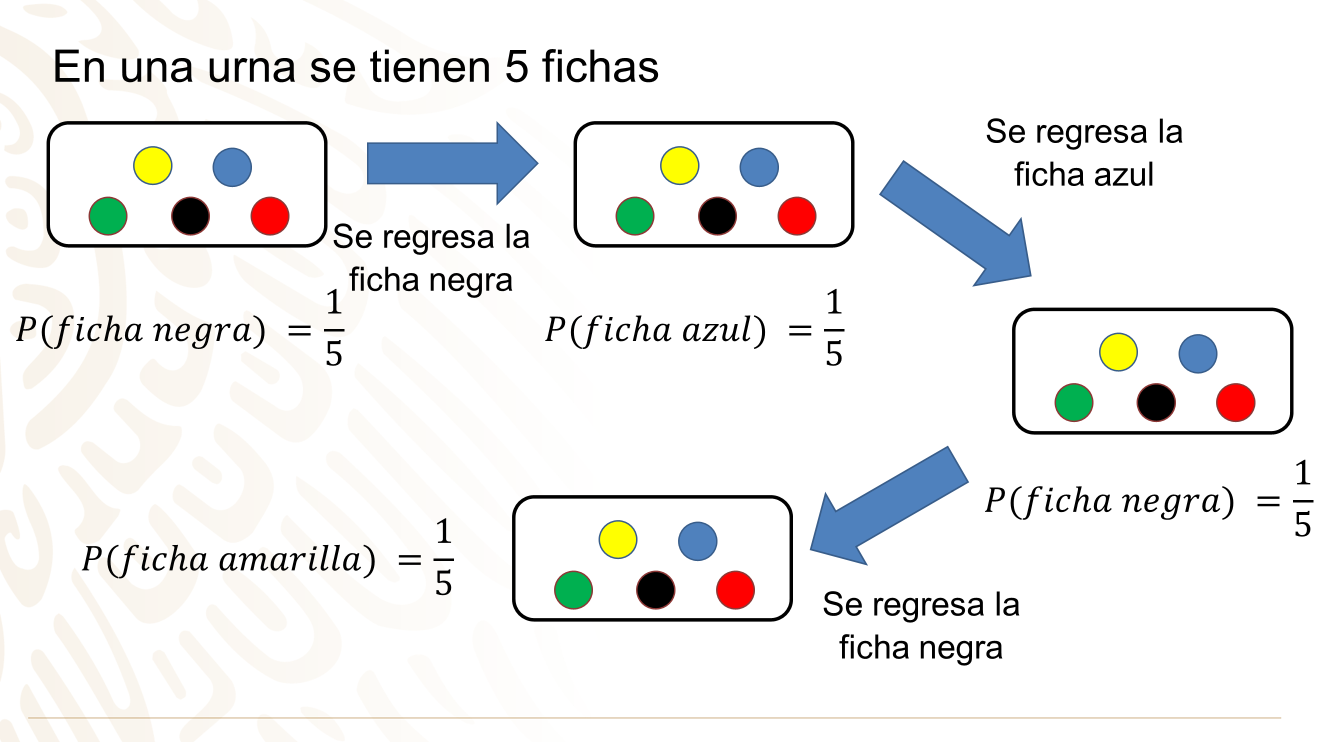 En una urna se tienen 5 fichas
Se regresa la
ficha negra
P(ficha negra) = 1/5
P(ficha azul) = 1/5
Se regresa la
ficha azul
P(ficha negra) = 1/5
Se regresa la
ficha negra
P(ficha amarilla) = 1/5